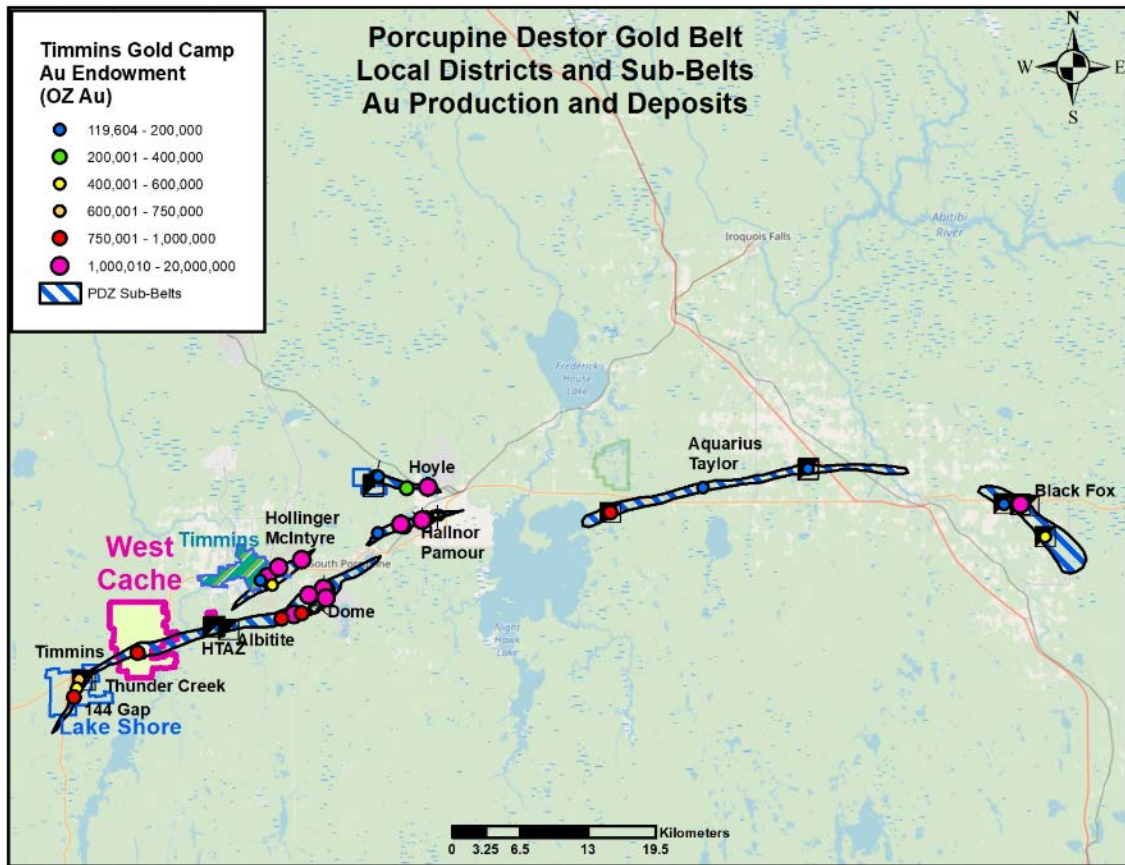 Porcupine Destor Gold Belt
Local Districts and Sub-Belts
Au Production and Deposits
N
W
E
S
Timmins Gold Camp
Au Endowment
(OZ Au)
119,604 - 200,000
200,001 - 400,000
400,001 - 600,000
600,001 - 750,000
750,001 - 1,000,000
1,000,010 - 20,000,000
PDZ Sub-Belts
Abitibi
River
Iroquois Falls
Frederick
House
Lake
Aquarius
Taylor
Hoyle
Black Fox
Hollinger
McIntyre
Hallnor
Pamour
Timmins
West
Cache
South Porcupine
Dome
Night
Hawk
Lake
HTAZ
Albitite
Timmins
Thunder Creek
144 Gap
Lake Shore
Kilometers
0 3.25 6.5 13 19.5